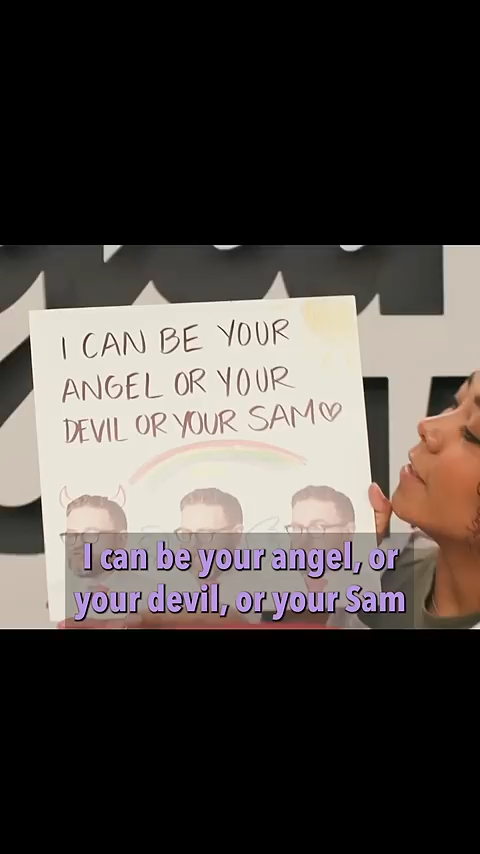 I CAN BE YOUR
ANGEL OR YOUR
DEVIL OR YOUR SAM♡
I can be your angel, or
your devil, or your Sam